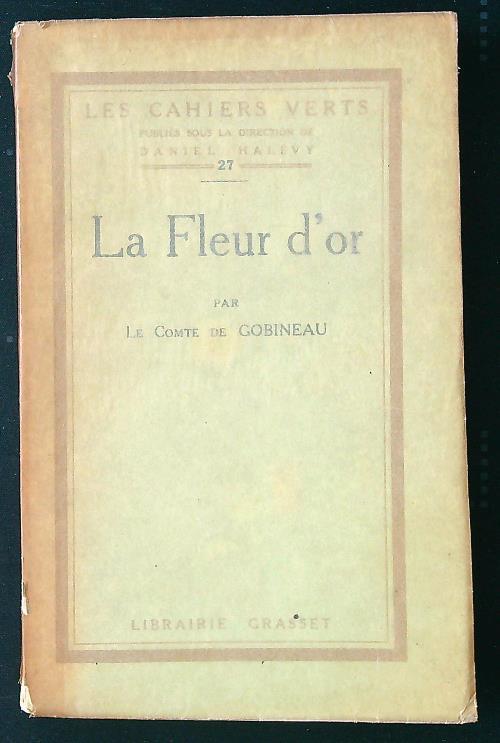 LES CAHIERS VERTS
PUBLIÉS SOUS LA DIRECTION DE
DANIEL HALÉVY
27
La Fleur d'or
PAR
LE COMTE DE GOBINEAU
LIBRAIRIE GRASSET